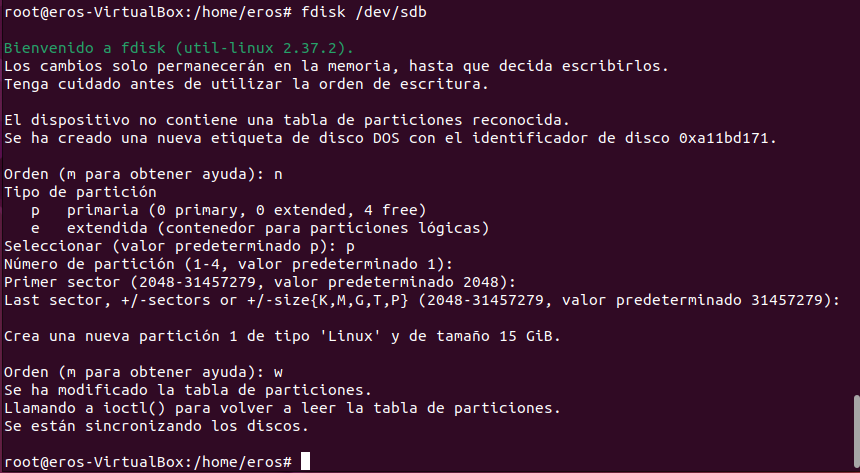 root@eros-VirtualBox:/home/eros# fdisk /dev/sdb
Bienvenido a fdisk (util-linux 2.37.2).
Los cambios solo permanecerán en la memoria, hasta que decida escribirlos.
Tenga cuidado antes de utilizar la orden de escritura.
El dispositivo no contiene una tabla de particiones reconocida.
Se ha creado una nueva etiqueta de disco DOS con el identificador de disco 0xa11bd171.
Orden (m para obtener ayuda): n
Tipo de partición
p   primaria (0 primary, 0 extended, 4 free)
e   extendida (contenedor para particiones lógicas)
Seleccionar (valor predeterminado p): p
Número de partición (1-4, valor predeterminado 1):
Primer sector (2048-31457279, valor predeterminado 2048):
Last sector, +/-sectors or +/-size{K,M,G,T,P} (2048-31457279, valor predeterminado 31457279):
Crea una nueva partición 1 de tipo 'Linux' y de tamaño 15 GiB.
Orden (m para obtener ayuda): w
Se ha modificado la tabla de particiones.
Llamando a ioctl() para volver a leer la tabla de particiones.
Se están sincronizando los discos.
root@eros-VirtualBox:/home/eros#